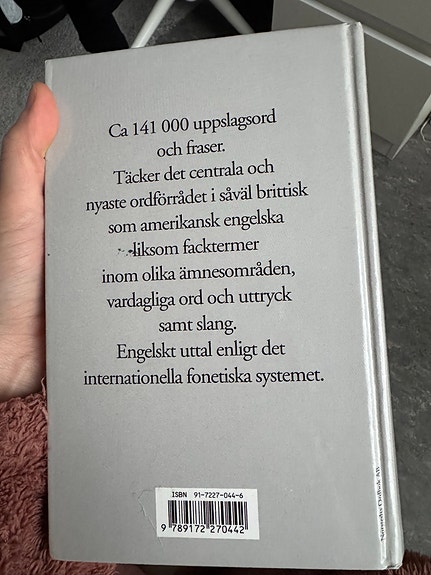 Ca 141 000 uppslagsord
och fraser.
Täcker det centrala och
nyaste ordförrådet i såväl brittisk
som amerikansk engelska
liksom facktermer
inom olika ämnesområden,
vardagliga ord och uttryck
samt slang.
Engelskt uttal enligt det
internationella fonetiska systemet.
ISBN 91-7227-044-6
9 789172 270442